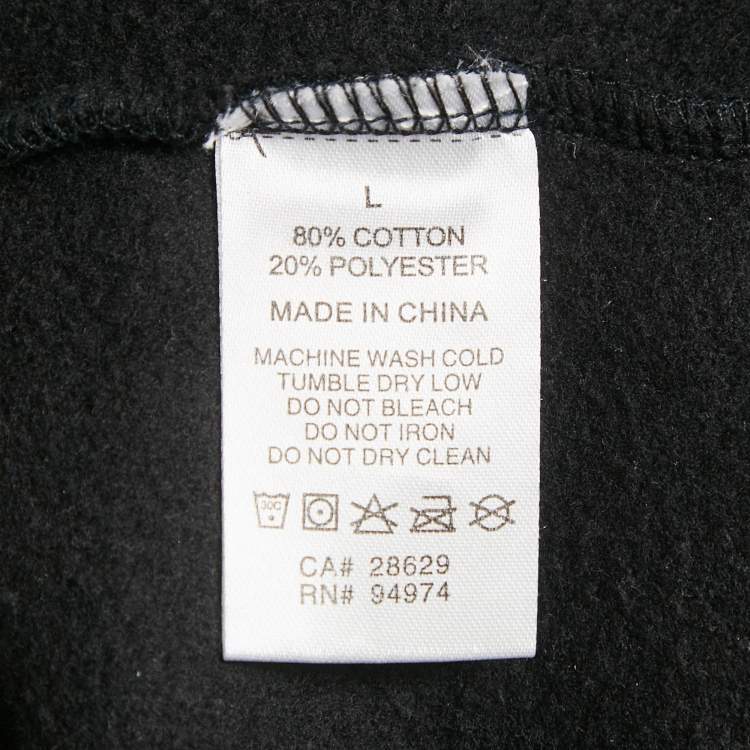 L
80% COTTON
20% POLYESTER
MADE IN CHINA
MACHINE WASH COLD
TUMBLE DRY LOW
DO NOT BLEACH
DO NOT IRON
DO NOT DRY CLEAN
30C
CA# 28629
RN# 94974